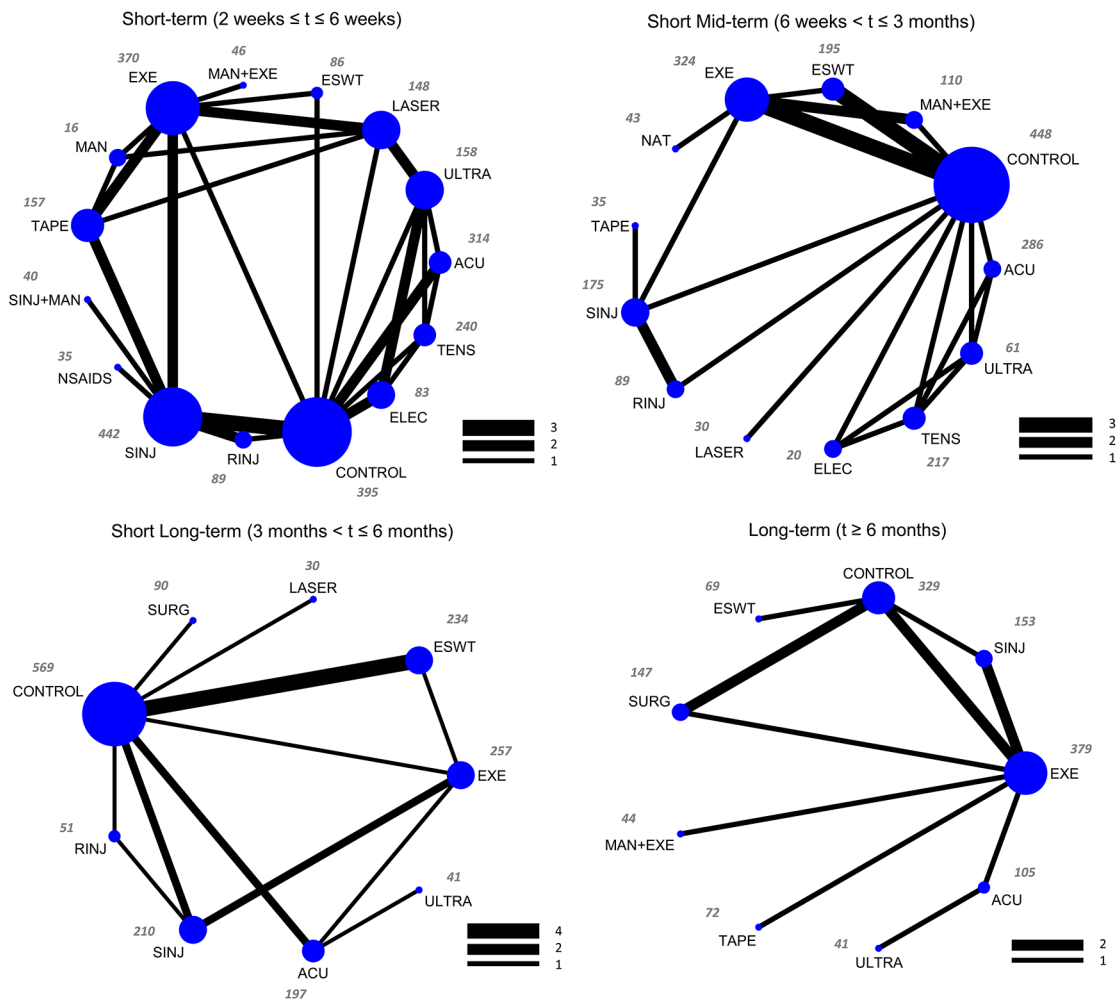 Short-term (2 weeks ≤ t ≤ 6 weeks)
46
370
MAN+EXE
86
EXE
ESWT
148
LASER
16
MAN
158
ULTRA
157
TAPE
314
ACU
40
SINJ+MAN
240
TENS
35
NSAIDS
83
ELEC
442
SINJ
RINJ
89
CONTROL
395
3
2
1
Short Mid-term (6 weeks < t ≤ 3 months)
195
324
ESWT
EXE
110
MAN+EXE
43
NAT
448
CONTROL
35
TAPE
286
ACU
175
SINJ
61
ULTRA
89
RINJ
30
LASER
20
ELEC
TENS
217
3
2
1
Short Long-term (3 months < t ≤ 6 months)
30
90
LASER
SURG
234
ESWT
569
CONTROL
257
EXE
51
RINJ
41
ULTRA
210
SINJ
ACU
197
4
2
1
Long-term (t ≥ 6 months)
CONTROL
69
329
ESWT
153
SINJ
147
SURG
379
EXE
44
MAN+EXE
105
ACU
72
TAPE
41
ULTRA
2
1